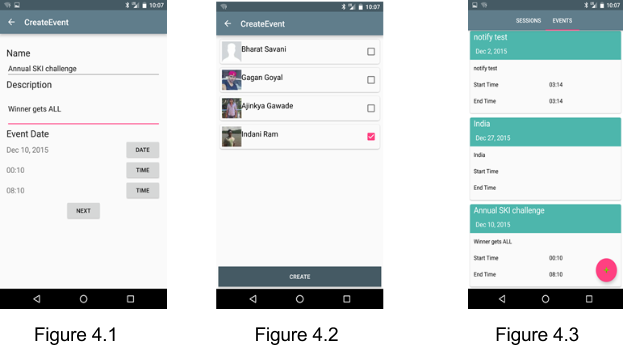 10:07
CreateEvent
Name
Annual SKI challenge
Description
Winner gets ALL
Event Date
Dec 10, 2015
DATE
00:10
TIME
08:10
TIME
NEXT
Figure 4.1
10:07
CreateEvent
Bharat Savani
Gagan Goyal
Ajinkya Gawade
Indani Ram
CREATE
Figure 4.2
10:07
SESSIONS EVENTS
notify test
Dec 2, 2015
notify test
Start Time 03:14
End Time 03:14
India
Dec 27, 2015
India
Start Time
End Time
Annual SKI challenge
Dec 10, 2015
Winner gets ALL
Start Time 00:10
End Time 08:10
+
Figure 4.3